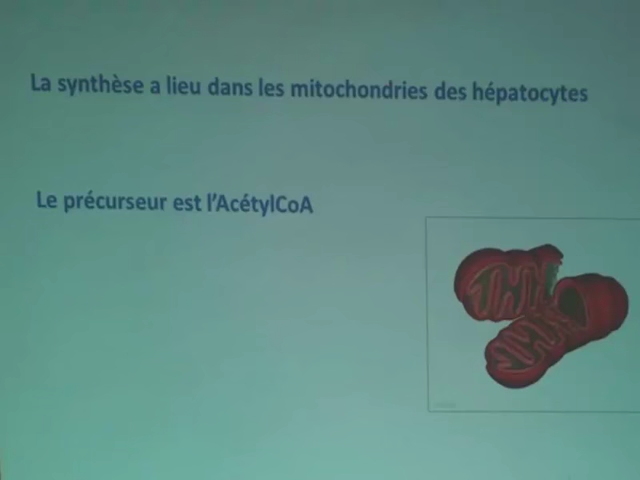 La synthèse a lieu dans les mitochondries des hépatocytes
Le précurseur est l'AcétylCoA